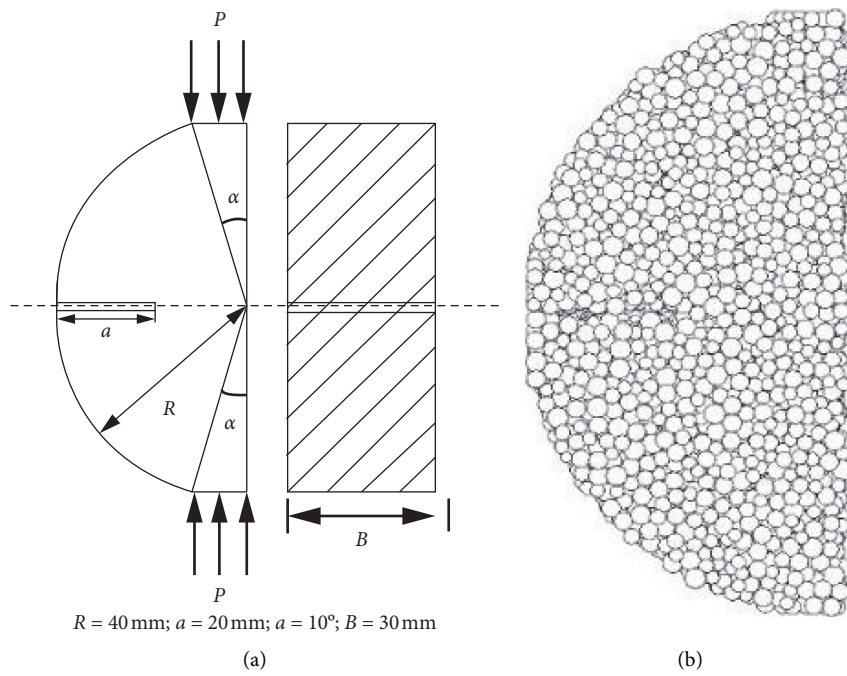 P
α
a
R
α
B
P
R = 40 mm; a = 20 mm; a = 10°; B = 30 mm
(a)
(b)